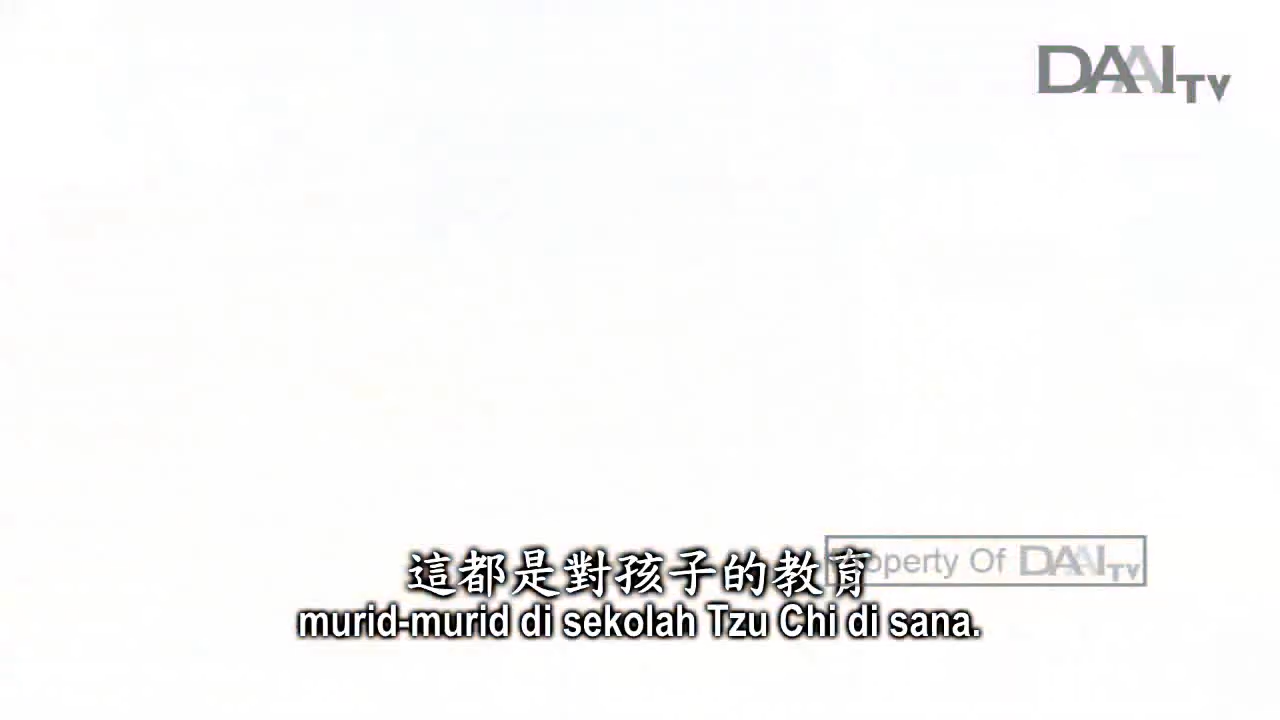 DAAI TV
這都是對孩子的教育
Property Of DAAI TV
murid-murid di sekolah Tzu Chi di sana.